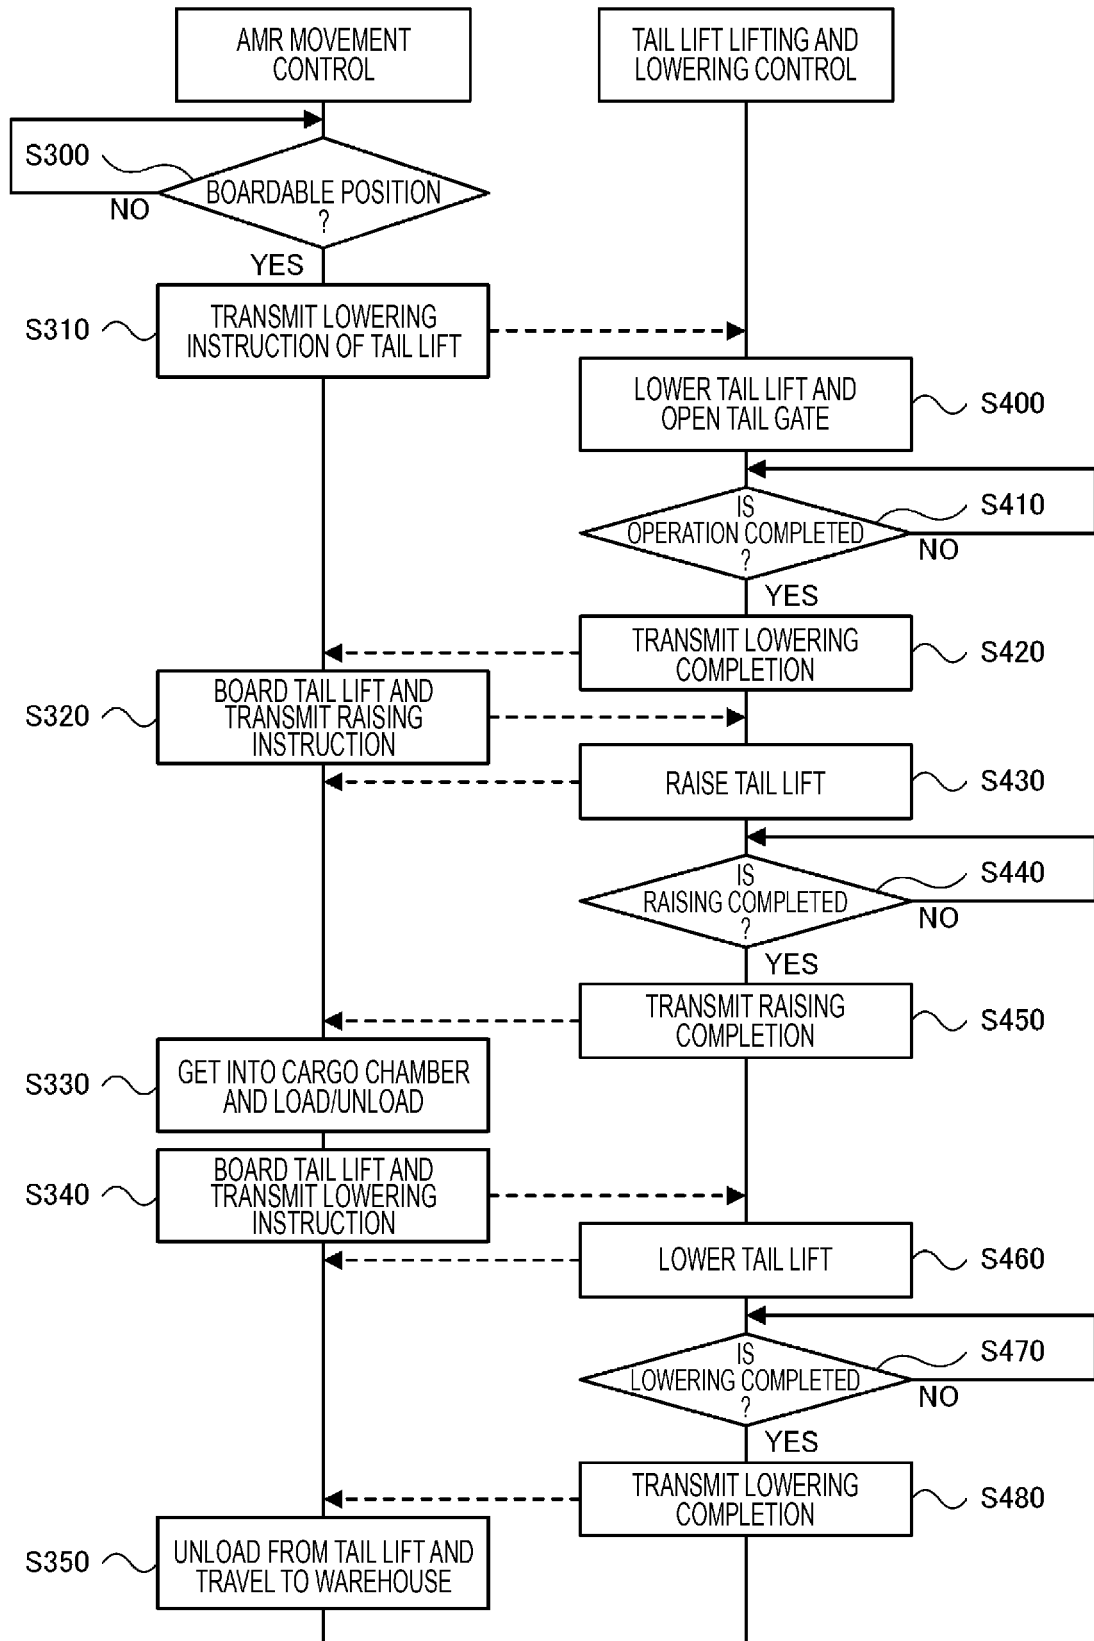 AMR MOVEMENT
CONTROL
TAIL LIFT LIFTING AND
LOWERING CONTROL
S300
BOARDABLE POSITION
?
NO
YES
S310
TRANSMIT LOWERING
INSTRUCTION OF TAIL LIFT
LOWER TAIL LIFT AND
OPEN TAIL GATE
S400
IS
OPERATION COMPLETED
?
S410
NO
YES
TRANSMIT LOWERING
COMPLETION
S420
S320
BOARD TAIL LIFT AND
TRANSMIT RAISING
INSTRUCTION
RAISE TAIL LIFT
S430
IS
RAISING COMPLETED
?
S440
NO
YES
TRANSMIT RAISING
COMPLETION
S450
S330
GET INTO CARGO CHAMBER
AND LOAD/UNLOAD
S340
BOARD TAIL LIFT AND
TRANSMIT LOWERING
INSTRUCTION
LOWER TAIL LIFT
S460
IS
LOWERING COMPLETED
?
S470
NO
YES
TRANSMIT LOWERING
COMPLETION
S480
S350
UNLOAD FROM TAIL LIFT AND
TRAVEL TO WAREHOUSE